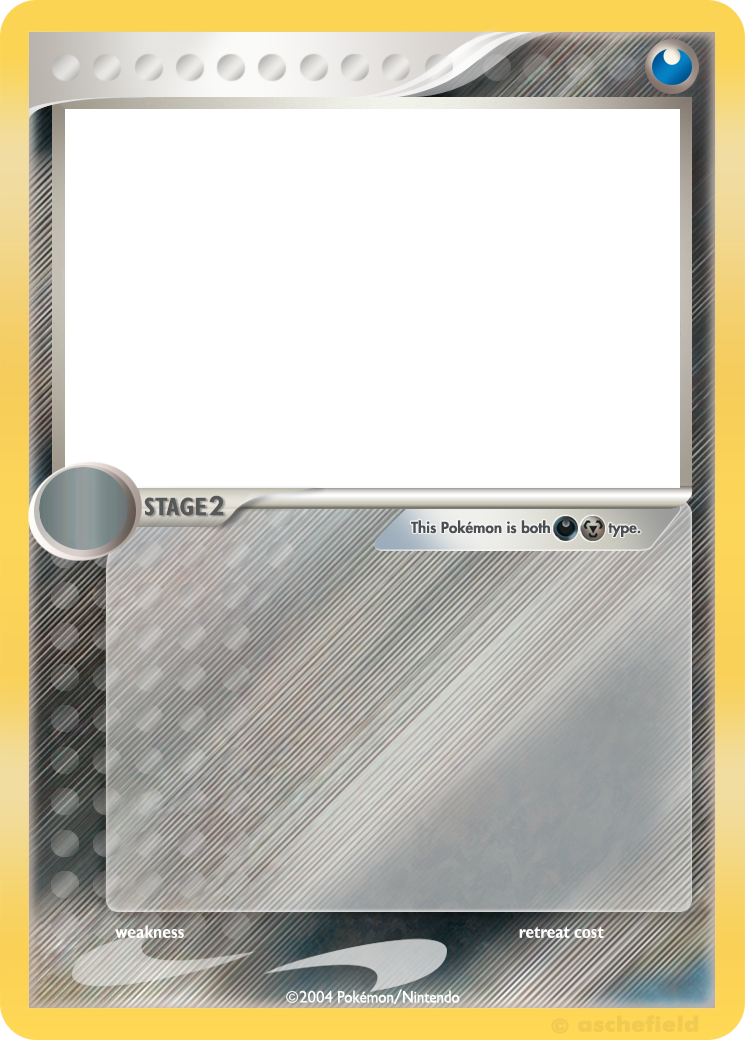 STAGE2
This Pokémon is both type.
weakness
retreat cost
©2004 Pokémon/Nintendo
© aschefield